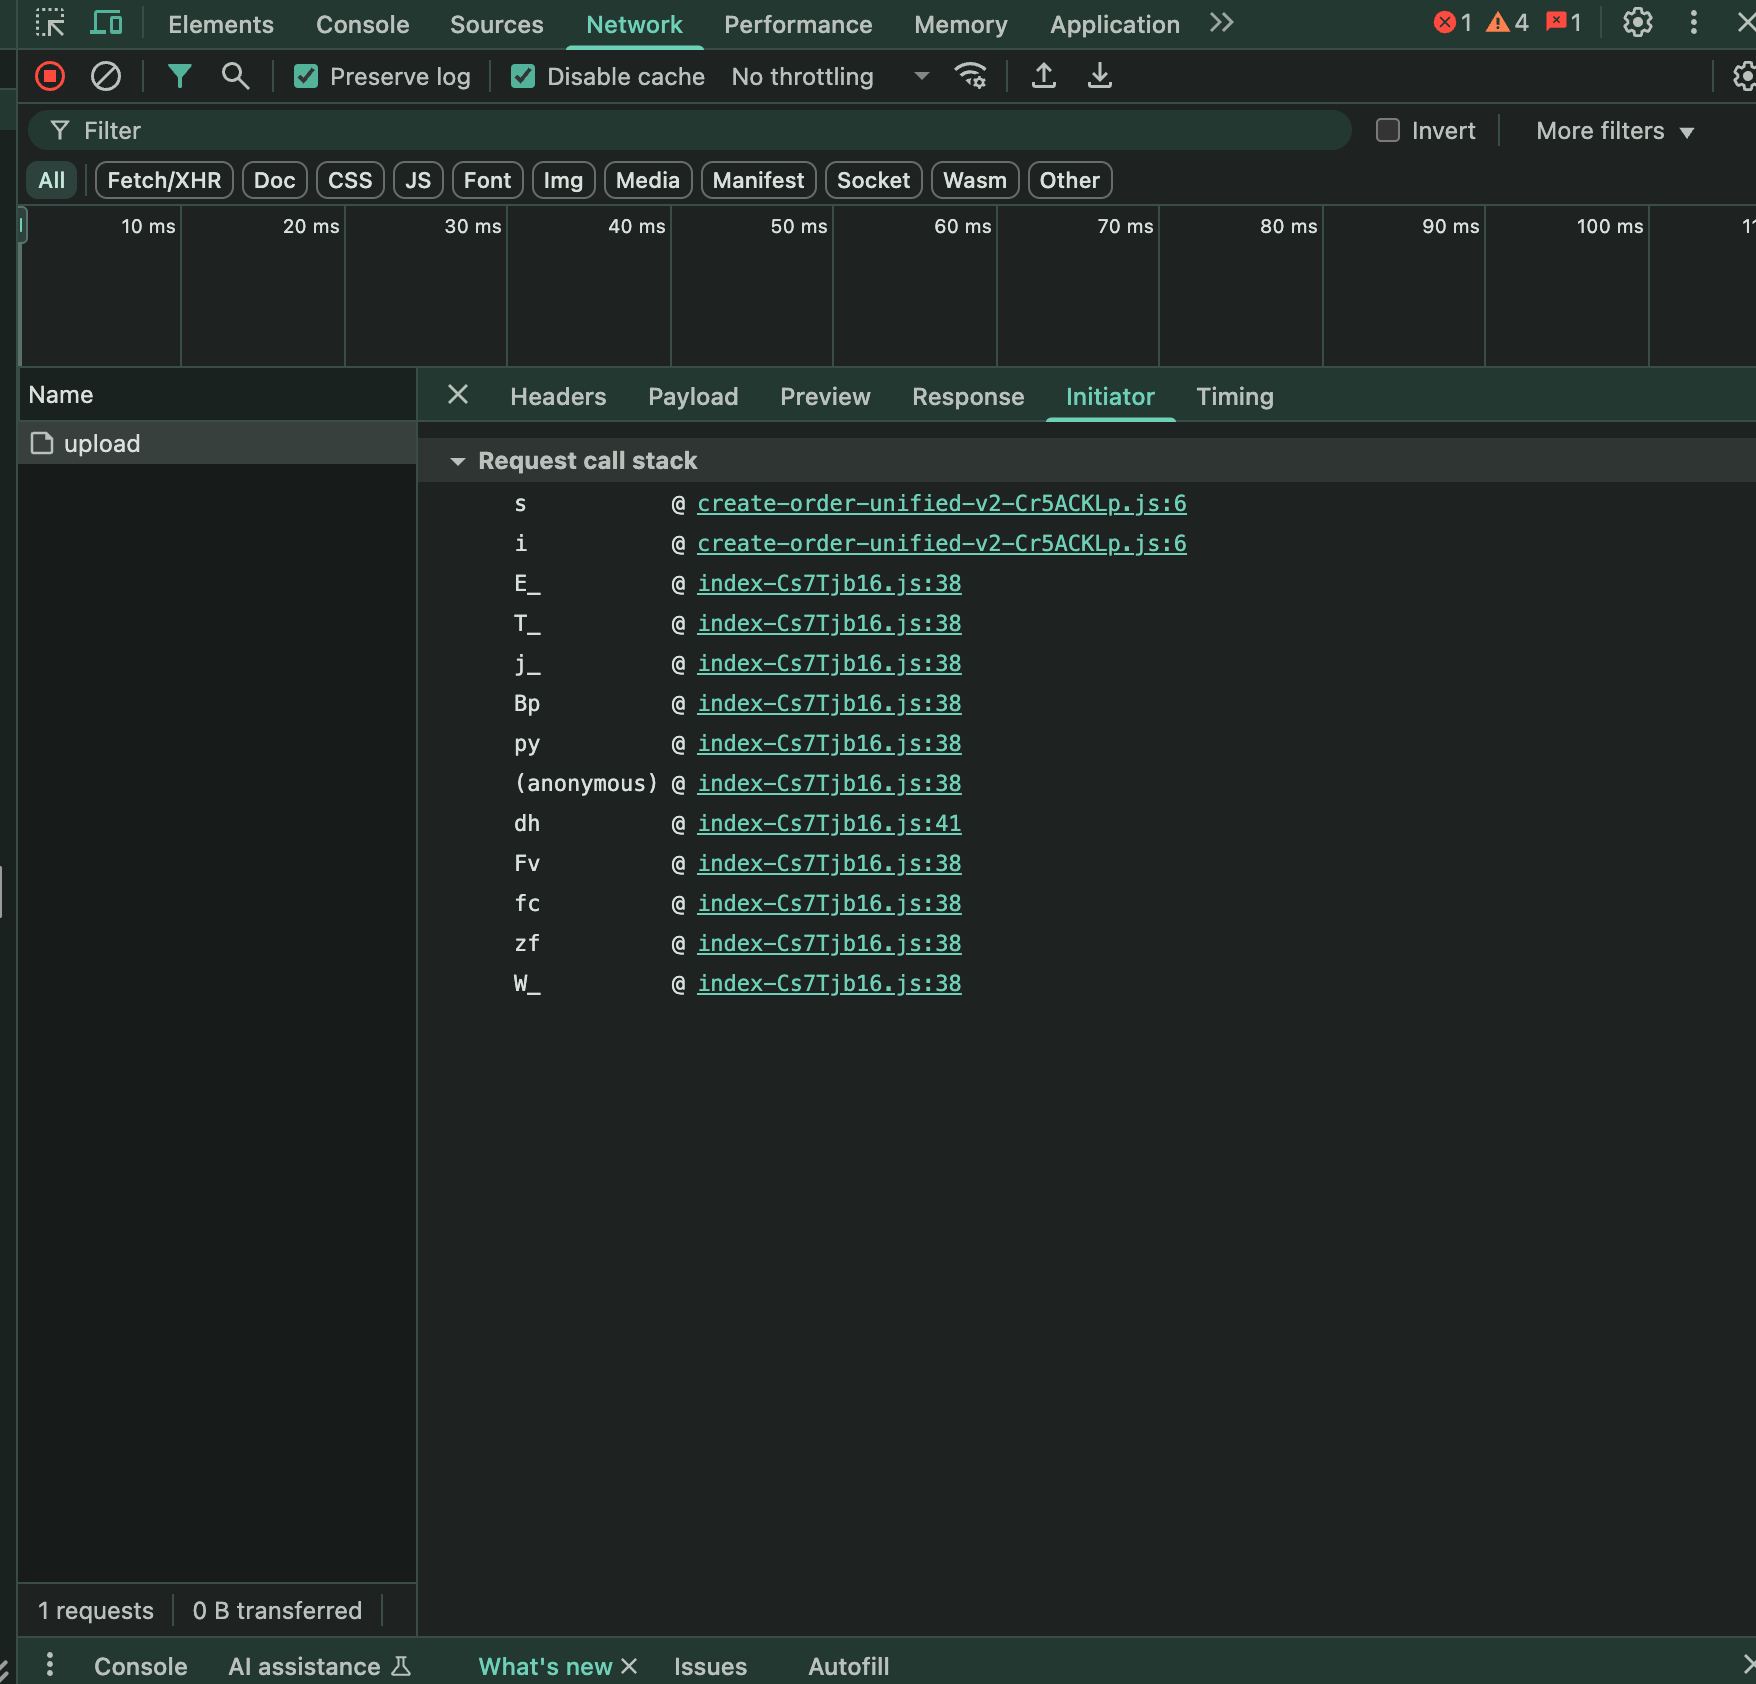 Elements Console Sources Network Performance Memory Application 1 4 1
Preserve log Disable cache No throttling
Filter Invert More filters
All Fetch/XHR Doc CSS JS Font Img Media Manifest Socket Wasm Other
10 ms 20 ms 30 ms 40 ms 50 ms 60 ms 70 ms 80 ms 90 ms 100 ms
Name Headers Payload Preview Response Initiator Timing
upload
Request call stack
s @ create-order-unified-v2-Cr5ACKLp.js:6
i @ create-order-unified-v2-Cr5ACKLp.js:6
E_ @ index-Cs7Tjb16.js:38
T_ @ index-Cs7Tjb16.js:38
j_ @ index-Cs7Tjb16.js:38
Bp @ index-Cs7Tjb16.js:38
py @ index-Cs7Tjb16.js:38
(anonymous) @ index-Cs7Tjb16.js:38
dh @ index-Cs7Tjb16.js:41
Fv @ index-Cs7Tjb16.js:38
fc @ index-Cs7Tjb16.js:38
zf @ index-Cs7Tjb16.js:38
W_ @ index-Cs7Tjb16.js:38
1 requests 0 B transferred
Console AI assistance What's new Issues Autofill